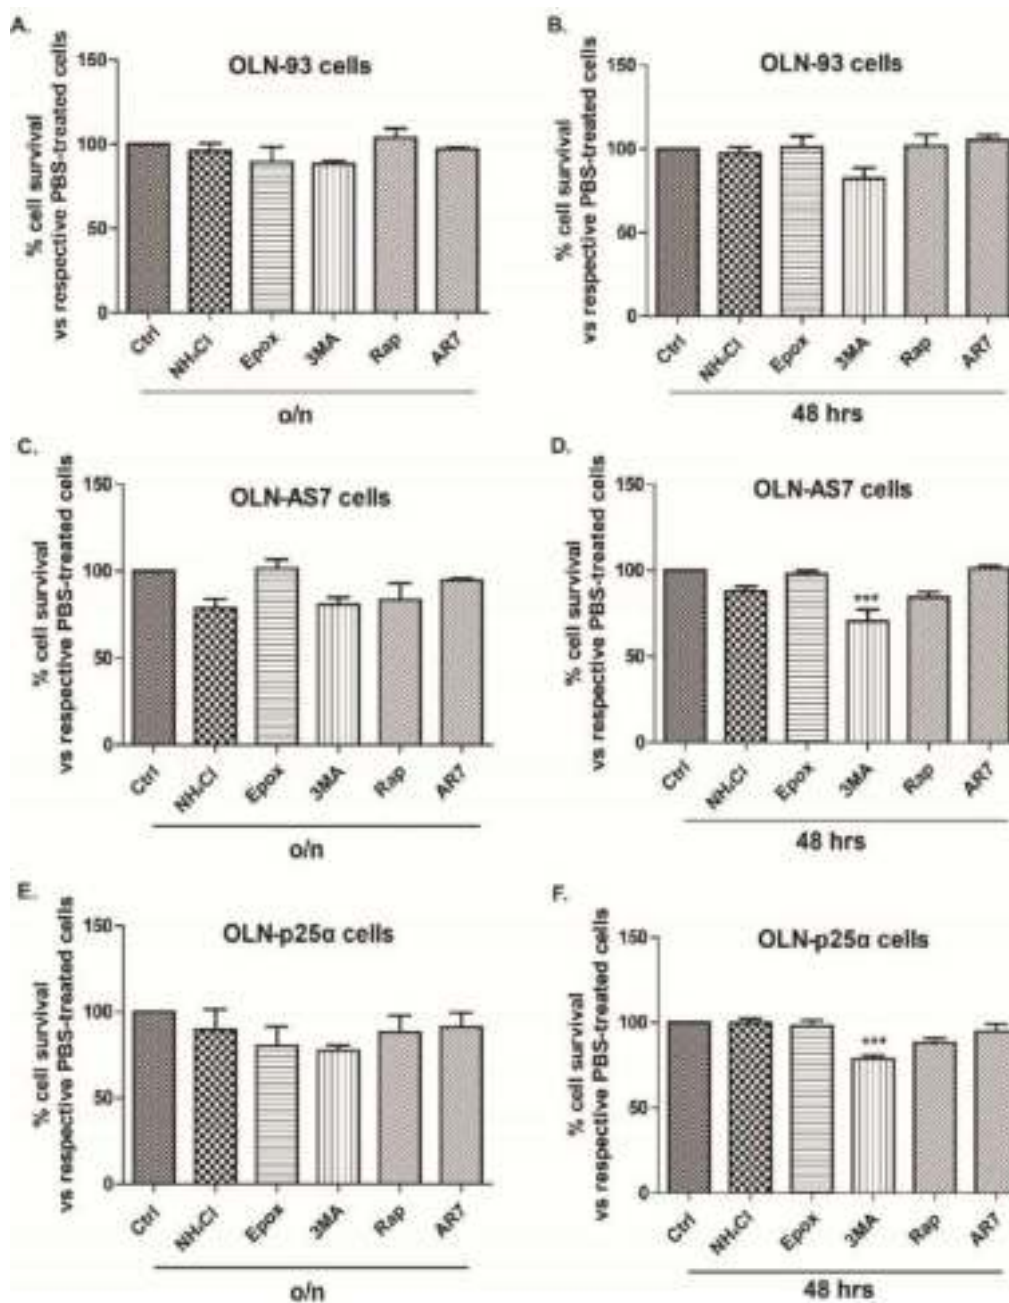 A.
OLN-93 cells
% cell survival
vs respective PBS-treated cells
150
100
50
0
Ctrl
NH₄Cl
Epox
3MA
Rap
AR7
o/n
B.
OLN-93 cells
% cell survival
vs respective PBS-treated cells
150
100
50
0
Ctrl
NH₄Cl
Epox
3MA
Rap
AR7
48 hrs
C.
OLN-AS7 cells
% cell survival
vs respective PBS-treated cells
150
100
50
0
Ctrl
NH₄Cl
Epox
3MA
Rap
AR7
o/n
D.
OLN-AS7 cells
% cell survival
vs respective PBS-treated cells
150
100
50
0
***
Ctrl
NH₄Cl
Epox
3MA
Rap
AR7
48 hrs
E.
OLN-p25α cells
% cell survival
vs respective PBS-treated cells
150
100
50
0
Ctrl
NH₄Cl
Epox
3MA
Rap
AR7
o/n
F.
OLN-p25α cells
% cell survival
vs respective PBS-treated cells
150
100
50
0
***
Ctrl
NH₄Cl
Epox
3MA
Rap
AR7
48 hrs